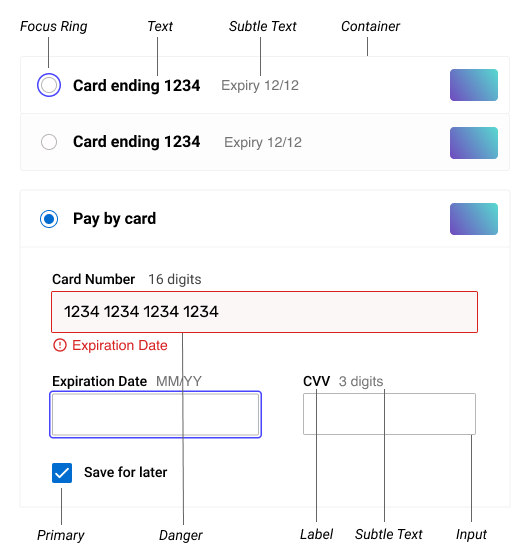 Focus Ring Text Subtle Text Container
Card ending 1234 Expiry 12/12
Card ending 1234 Expiry 12/12
Pay by card
Card Number 16 digits
1234 1234 1234 1234
Expiration Date
Expiration Date MM/YY CVV 3 digits
Save for later
Primary Danger Label Subtle Text Input